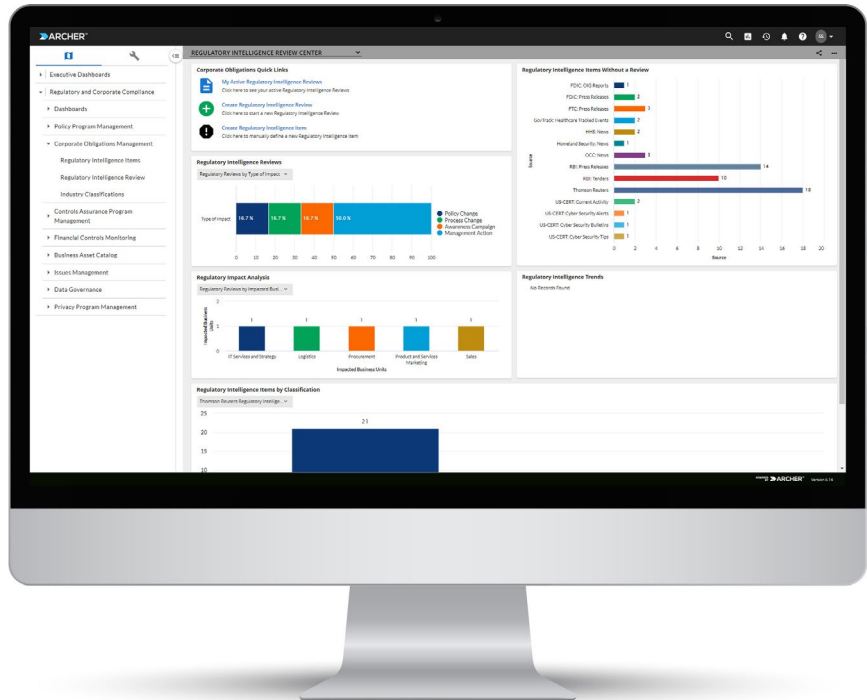 ARCHER
REGULATORY INTELLIGENCE REVIEW CENTER
Executive Dashboards
Regulatory and Corporate Compliance
Dashboards
Policy Program Management
Corporate Obligations Management
Regulatory Intelligence Items
Regulatory Intelligence Review
Industry Classifications
Controls Assurance Program
Management
Financial Controls Monitoring
Business Asset Catalog
Issues Management
Data Governance
Privacy Program Management
Corporate Obligations Quick Links
My Active Regulatory Intelligence Reviews
Click here to see your active Regulatory Intelligence Reviews
Create Regulatory Intelligence Review
Click here to start a new Regulatory Intelligence Review
Create Regulatory Intelligence Item
Click here to manually define a new Regulatory Intelligence Item
Regulatory Intelligence Reviews
Regulatory Reviews by Type of Impact
Type of Impact
16.7 % 16.7 % 16.7 % 50.0 %
0 10 20 30 40 50 60 70 80 90 100
Policy Change
Process Change
Awareness Campaign
Management Action
Regulatory Impact Analysis
Regulatory Reviews by Impacted Busi...
Impacted Business
Units
2
1
0
1 1 1 1 1
IT Services and Strategy Logistics Procurement Product and Services
Marketing Sales
Impacted Business Units
Regulatory Intelligence Items by Classification
Thomson Reuters Regulatory Intellige...
25
20
15
10
21
Regulatory Intelligence Items Without a Review
Source
FDIC: OIG Reports 1
FDIC: Press Releases 2
FTC: Press Releases 3
GovTrack: Healthcare Tracked Events 2
HHS: News 2
Homeland Security: News 1
OCC: News 3
RBI: Press Releases 14
RBI: Tenders 10
Thomson Reuters 18
US-CERT: Current Activity 2
US-CERT: Cyber Security Alerts 1
US-CERT: Cyber Security Bulletins 1
US-CERT: Cyber Security Tips 1
0 2 4 6 8 10 12 14 16 18 20
Source
Regulatory Intelligence Trends
No Records Found
ARCHER